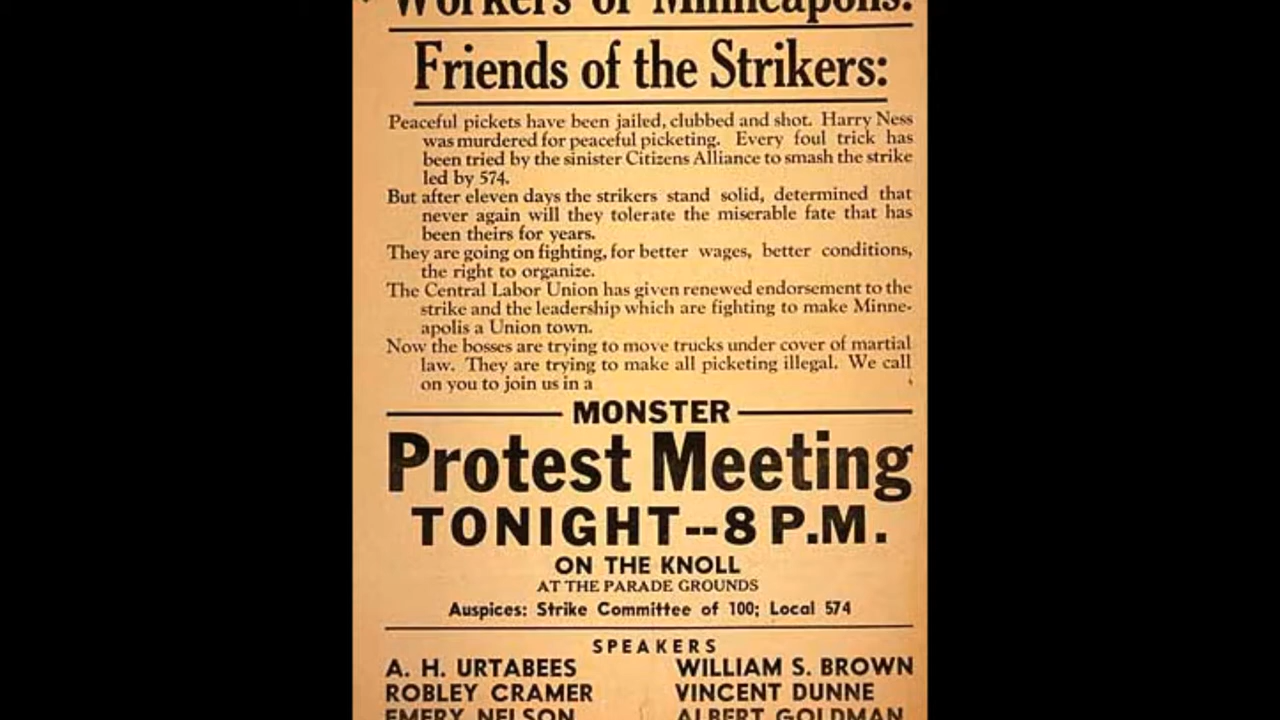 Workers of Minneapolis:
Friends of the Strikers:
Peaceful pickets have been jailed, clubbed and shot. Harry Ness
was murdered for peaceful picketing. Every foul trick has
been tried by the sinister Citizens Alliance to smash the strike
led by 574.
But after eleven days the strikers stand solid, determined that
never again will they tolerate the miserable fate that has
been theirs for years.
They are going on fighting, for better wages, better conditions,
the right to organize.
The Central Labor Union has given renewed endorsement to the
strike and the leadership which are fighting to make Minne-
apolis a Union town.
Now the bosses are trying to move trucks under cover of martial
law. They are trying to make all picketing illegal. We call
on you to join us in a
MONSTER
Protest Meeting
TONIGHT--8 P.M.
ON THE KNOLL
AT THE PARADE GROUNDS
Auspices: Strike Committee of 100; Local 574
SPEAKERS
A. H. URTABEES WILLIAM S. BROWN
ROBLEY CRAMER VINCENT DUNNE
EMERY NELSON ALBERT GOLDMAN